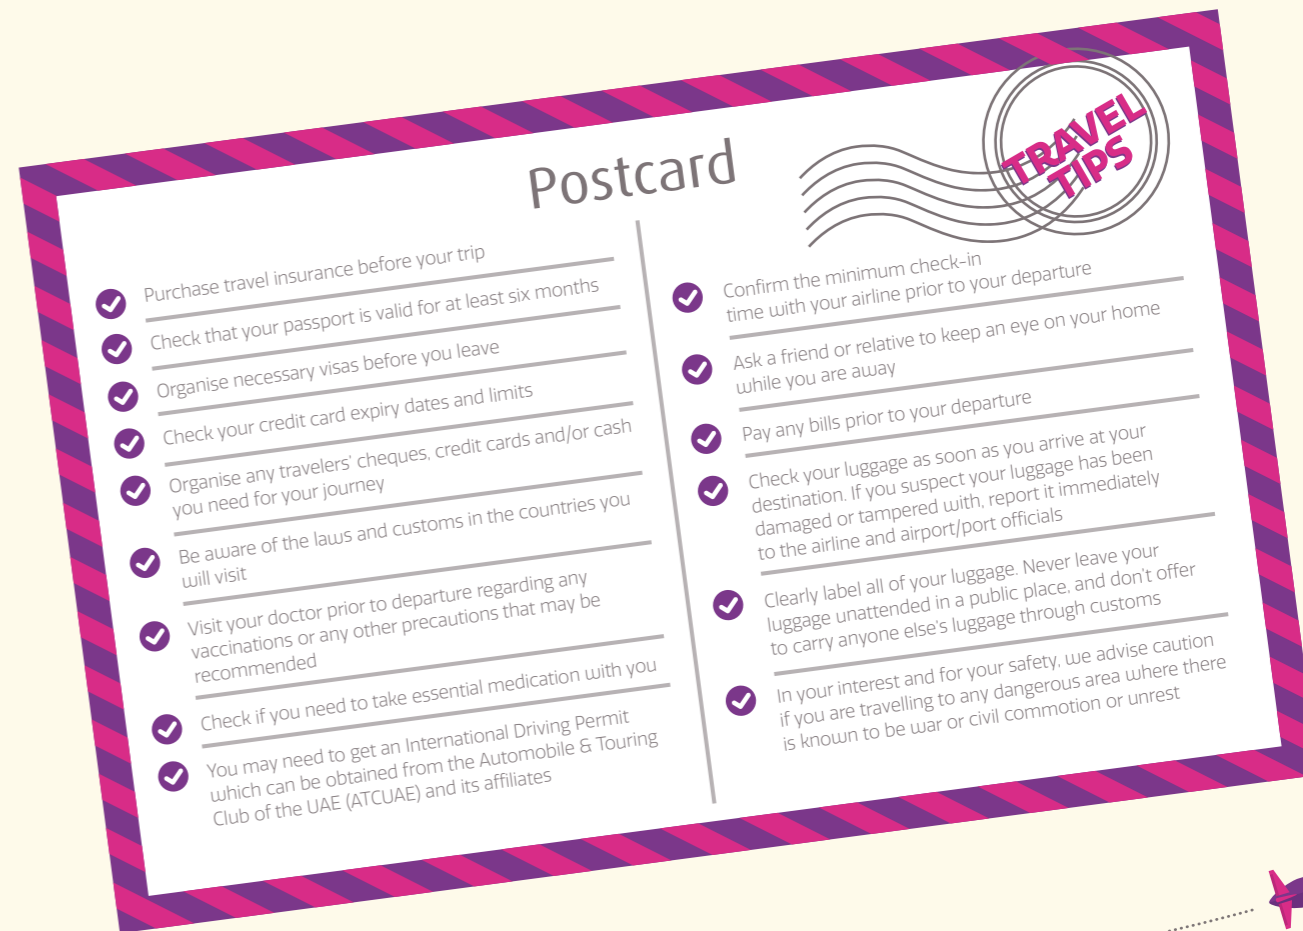 Postcard
TRAVEL
TIPS
Purchase travel insurance before your trip
Check that your passport is valid for at least six months
Organise necessary visas before you leave
Check your credit card expiry dates and limits
Organise any travelers' cheques, credit cards and/or cash
you need for your journey
Be aware of the laws and customs in the countries you
will visit
Visit your doctor prior to departure regarding any
vaccinations or any other precautions that may be
recommended
Check if you need to take essential medication with you
You may need to get an International Driving Permit
which can be obtained from the Automobile & Touring
Club of the UAE (ATCUAE) and its affiliates
Confirm the minimum check-in
time with your airline prior to your departure
Ask a friend or relative to keep an eye on your home
while you are away
Pay any bills prior to your departure
Check your luggage as soon as you arrive at your
destination. If you suspect your luggage has been
damaged or tampered with, report it immediately
to the airline and airport/port officials
Clearly label all of your luggage. Never leave your
luggage unattended in a public place, and don't offer
to carry anyone else's luggage through customs
In your interest and for your safety, we advise caution
if you are travelling to any dangerous area where there
is known to be war or civil commotion or unrest